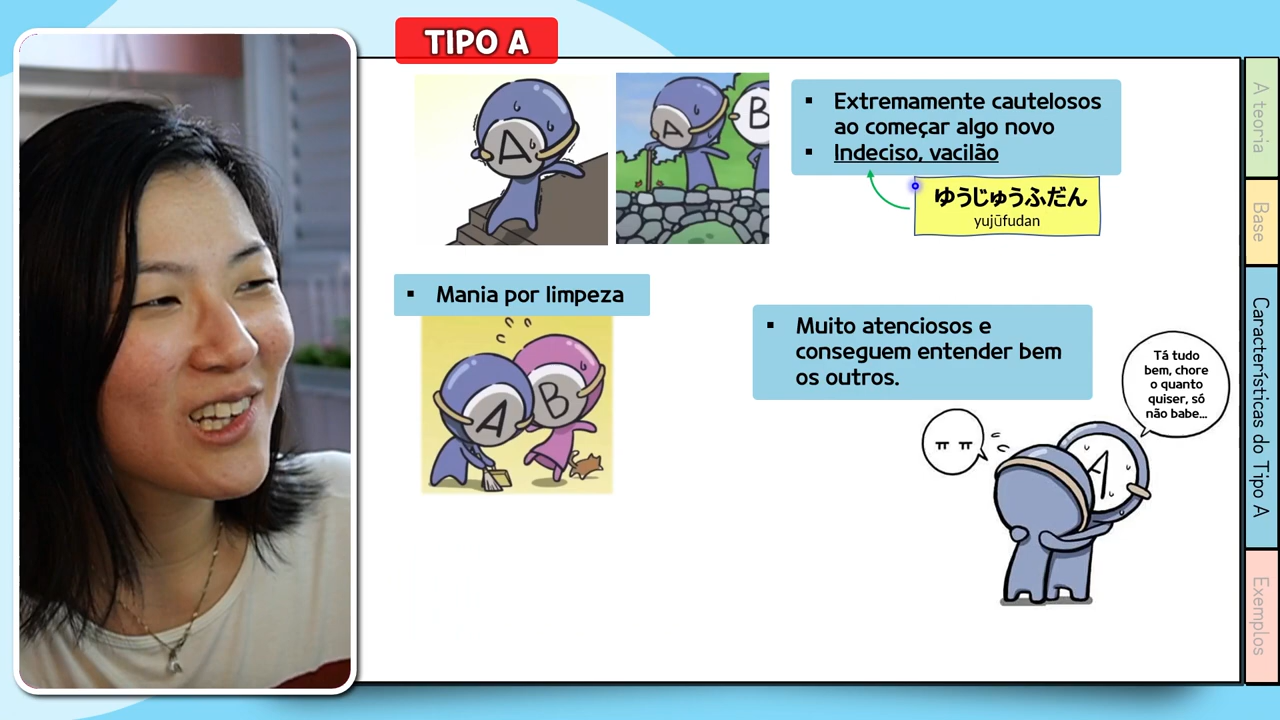 TIPO A
A
A
B
▪ Extremamente cautelosos
ao começar algo novo
▪ Indeciso, vacilão
ゆうじゅうふだん
yujūfudan
▪ Mania por limpeza
A
B
▪ Muito atenciosos e
conseguem entender bem
os outros.
Tá tudo
bem, chore
o quanto
quiser, só
não babe...
ㅠ ㅠ
A
A teoria
Base
Características do Tipo A
Exemplos